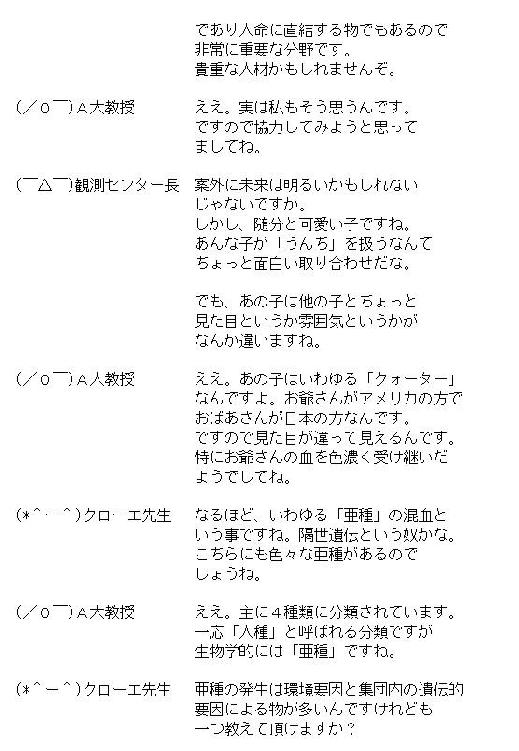 であり人命に直結する物でもあるので
非常に重要な分野です。
貴重な人材かもしれませんぞ。
(／０￣)Ａ大教授 ええ。実は私もそう思うんです。
ですので協力してみようと思って
ましてね。
(￣△￣)観測センター長 案外に未来は明るいかもしれない
じゃないですか。
しかし、随分と可愛い子ですね。
あんな子が「うんち」を扱うなんて
ちょっと面白い取り合わせだな。
でも、あの子は他の子とちょっと
見た目というか雰囲気というかが
なんか違いますね。
(／０￣)Ａ大教授 ええ。あの子はいわゆる「クォーター」
なんですよ。お爺さんがアメリカの方で
おばあさんが日本の方なんです。
ですので見た目が違って見えるんです。
特にお爺さんの血を色濃く受け継いだ
ようでしてね。
(*＾-＾)クローエ先生 なるほど、いわゆる「亜種」の混血と
いう事ですね。隔世遺伝という奴かな。
こちらにも色々な亜種があるので
しょうね。
(／０￣)Ａ大教授 ええ。主に４種類に分類されています。
一応「人種」と呼ばれる分類ですが
生物学的には「亜種」ですね。
(*＾ー＾)クローエ先生 亜種の発生は環境要因と集団内の遺伝的
要因による物が多いんですけれども
一つ教えて頂けますか？